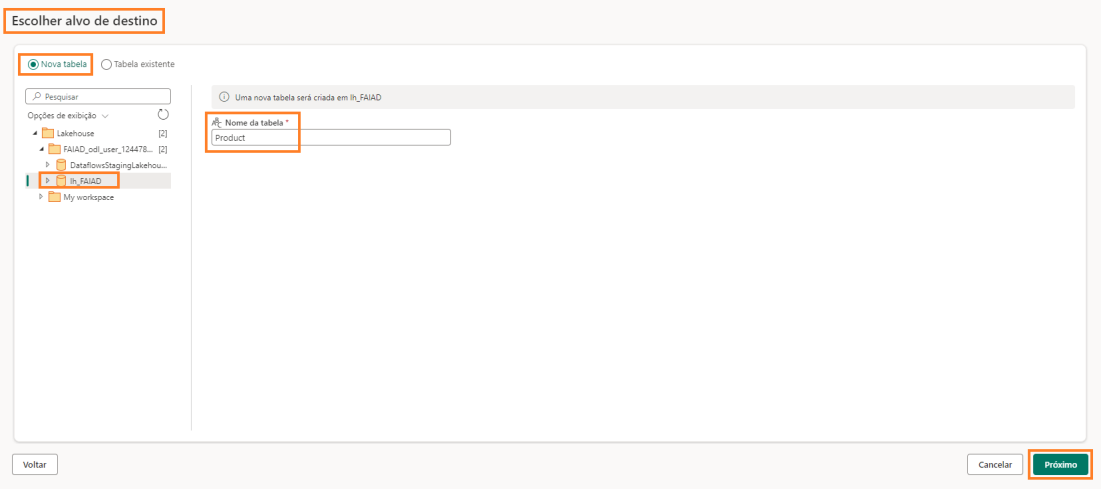 Escolher alvo de destino
Nova tabela
Tabela existente
Pesquisar
Opções de exibição
Lakehouse [2]
FAIAD_odl_user_124478... [2]
DataflowsStagingLakehou...
lh_FAIAD
My workspace
Uma nova tabela será criada em lh_FAIAD
Nome da tabela *
Product
Voltar
Cancelar
Próximo